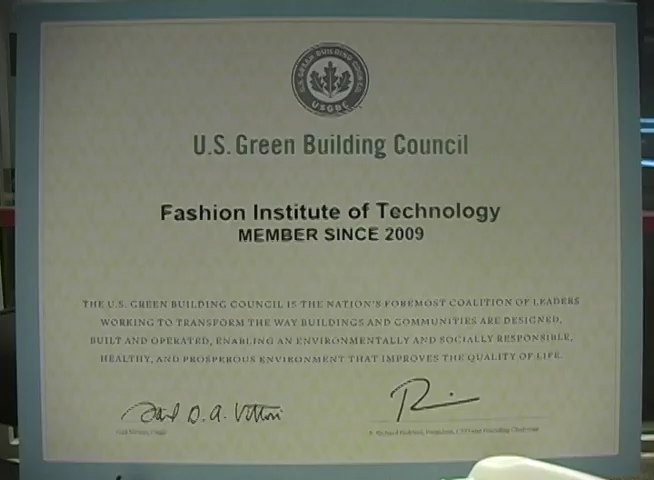 U.S. GREEN BUILDING COUNCIL
USGBC
U.S. Green Building Council
Fashion Institute of Technology
MEMBER SINCE 2009
THE U.S. GREEN BUILDING COUNCIL IS THE NATION'S FOREMOST COALITION OF LEADERS
WORKING TO TRANSFORM THE WAY BUILDINGS AND COMMUNITIES ARE DESIGNED,
BUILT AND OPERATED, ENABLING AN ENVIRONMENTALLY AND SOCIALLY RESPONSIBLE,
HEALTHY, AND PROSPEROUS ENVIRONMENT THAT IMPROVES THE QUALITY OF LIFE.